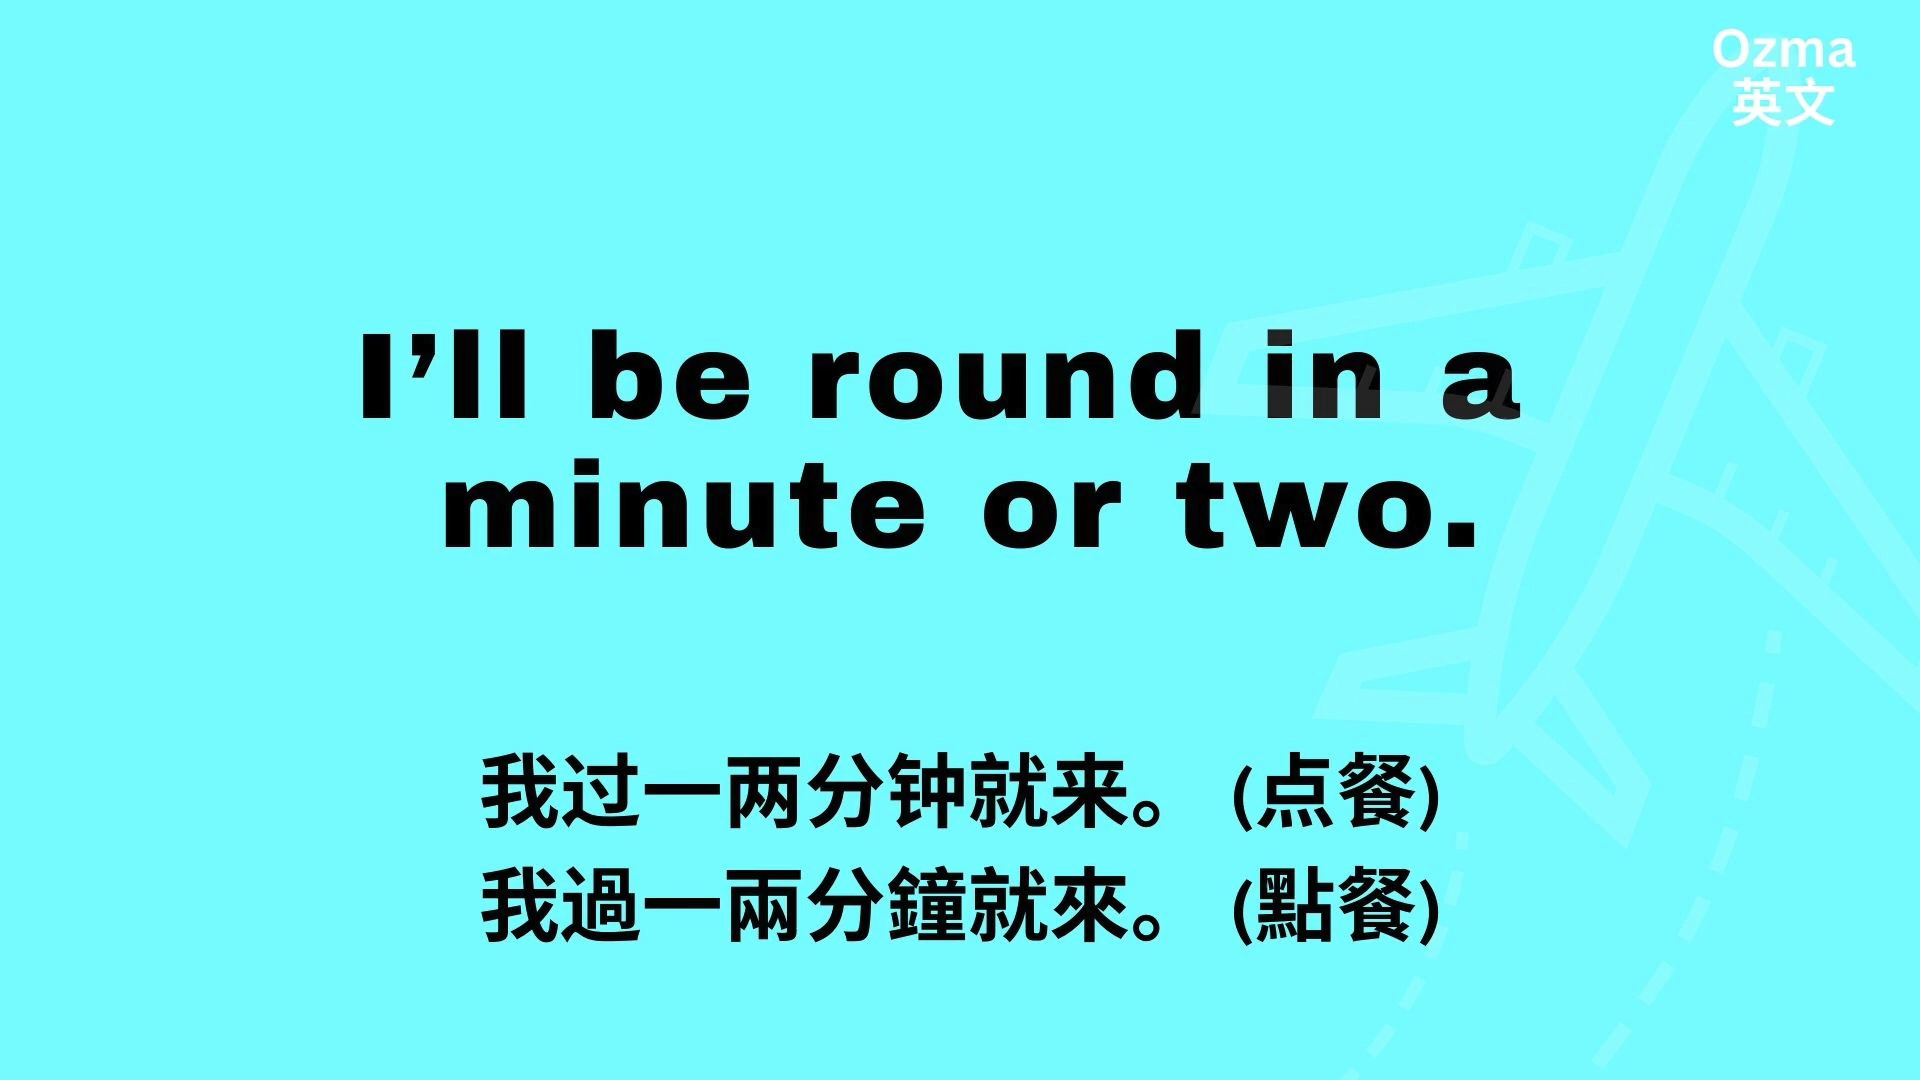 Ozma
英文
I’ll be round in a
minute or two.
我过一两分钟就来。 (点餐)
我過一兩分鐘就來。 (點餐)